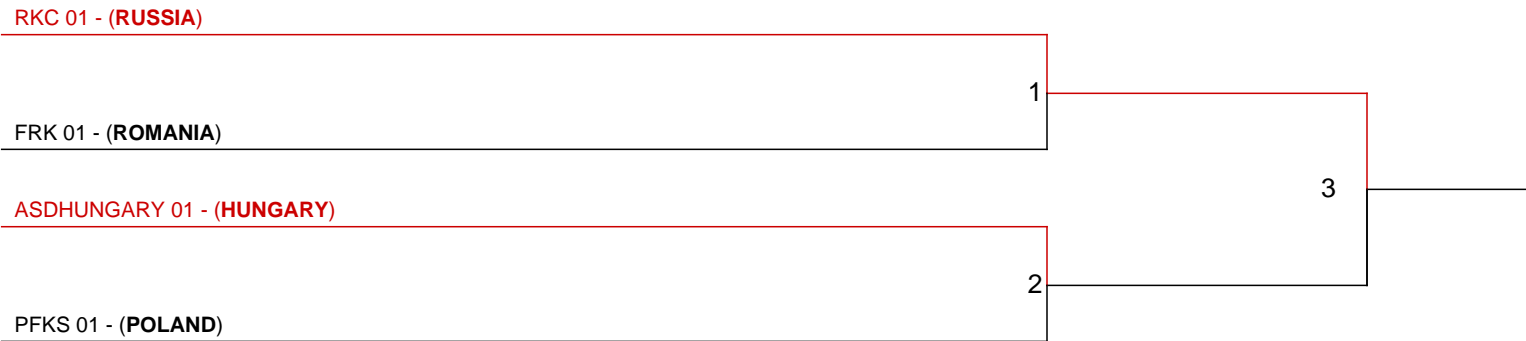 RKC 01 - (RUSSIA)
1
FRK 01 - (ROMANIA)
3
ASDHUNGARY 01 - (HUNGARY)
2
PFKS 01 - (POLAND)